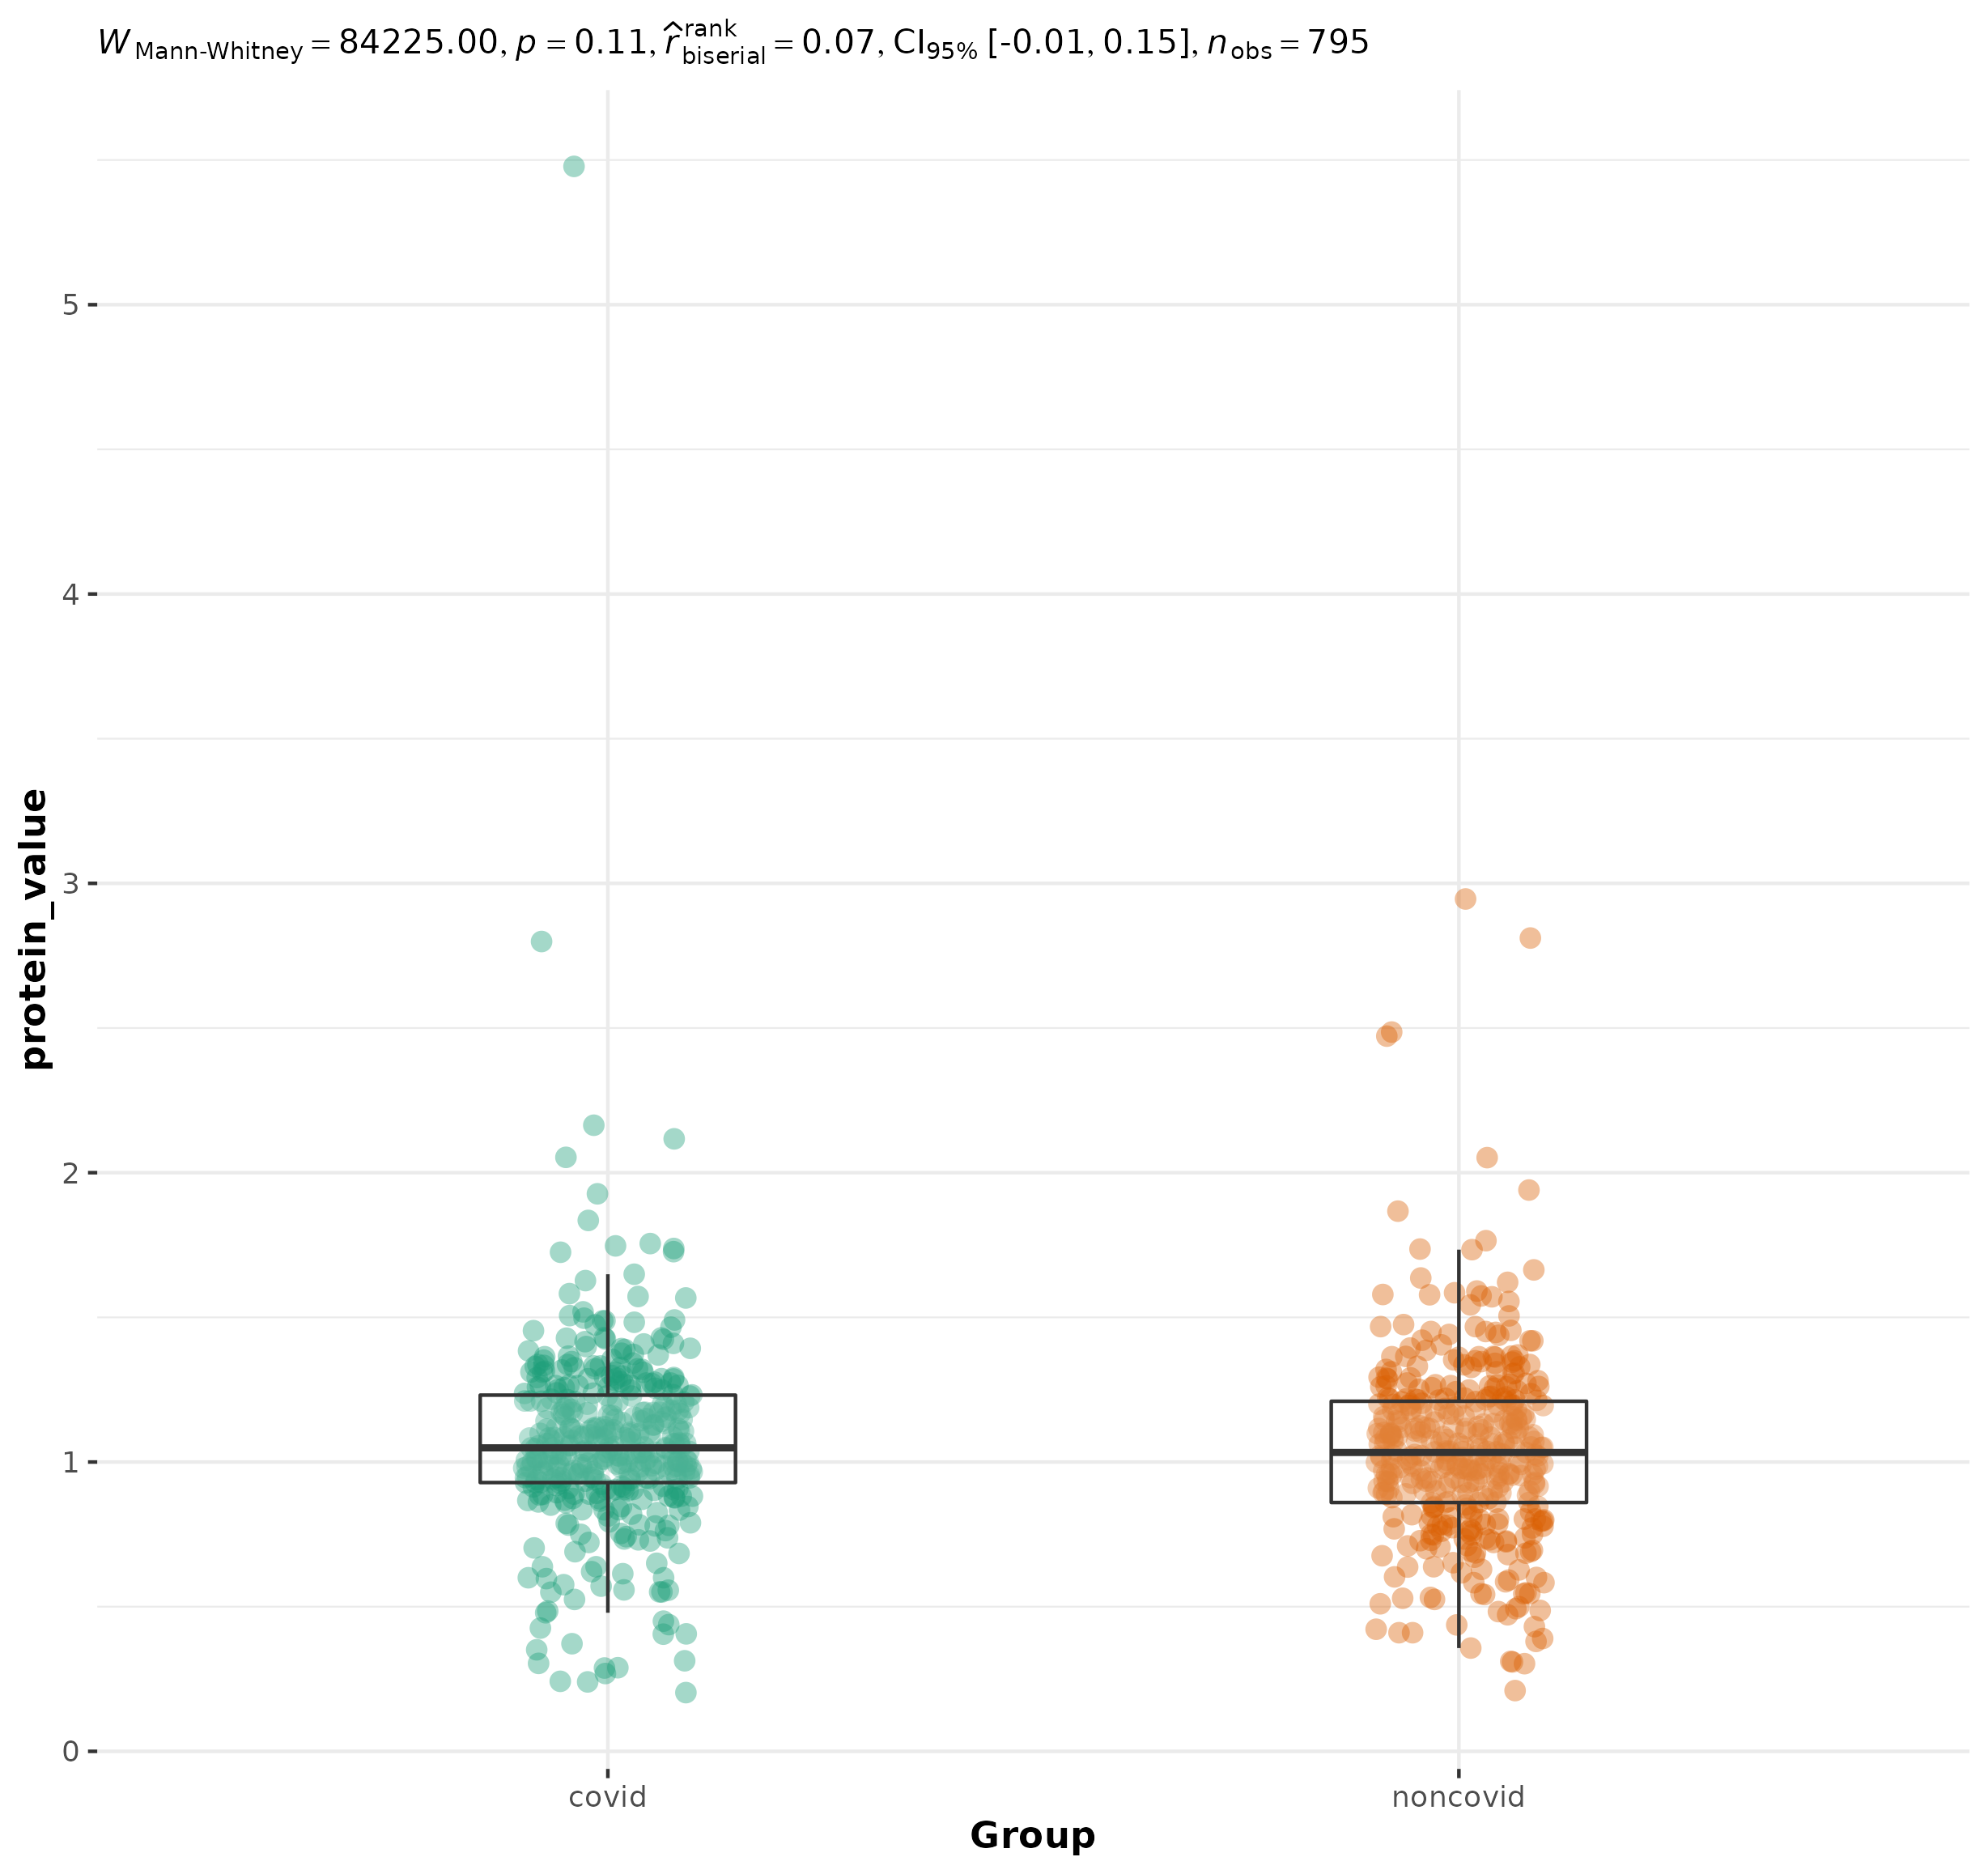 W Mann-Whitney = 84225.00, p = 0.11, r̂ rank biserial = 0.07, CI95% [-0.01, 0.15], n obs = 795
5
4
3
2
1
0
protein_value
covid noncovid
Group